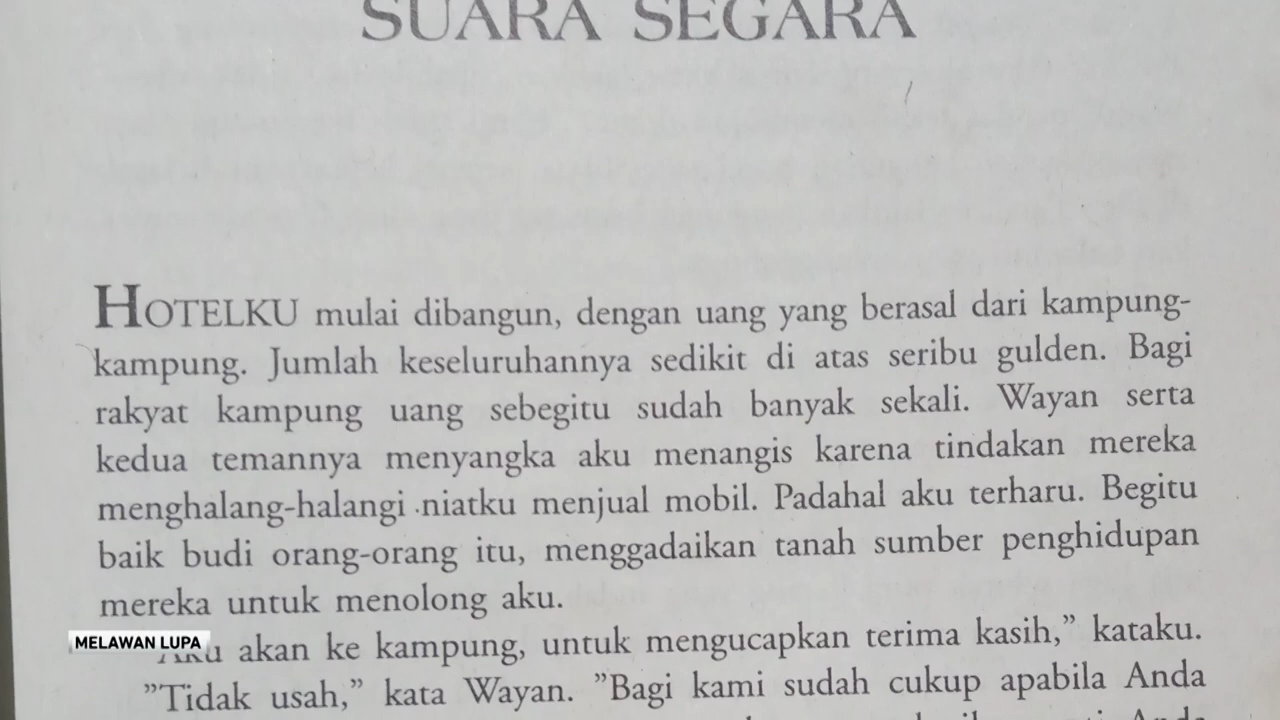 SUARA SEGARA
HOTELKU mulai dibangun, dengan uang yang berasal dari kampung-
kampung. Jumlah keseluruhannya sedikit di atas seribu gulden. Bagi
rakyat kampung uang sebegitu sudah banyak sekali. Wayan serta
kedua temannya menyangka aku menangis karena tindakan mereka
menghalang-halangi niatku menjual mobil. Padahal aku terharu. Begitu
baik budi orang-orang itu, menggadaikan tanah sumber penghidupan
mereka untuk menolong aku.
MELAWAN LUPA
Aku akan ke kampung, untuk mengucapkan terima kasih,” kataku.
”Tidak usah,” kata Wayan. ”Bagi kami sudah cukup apabila Anda